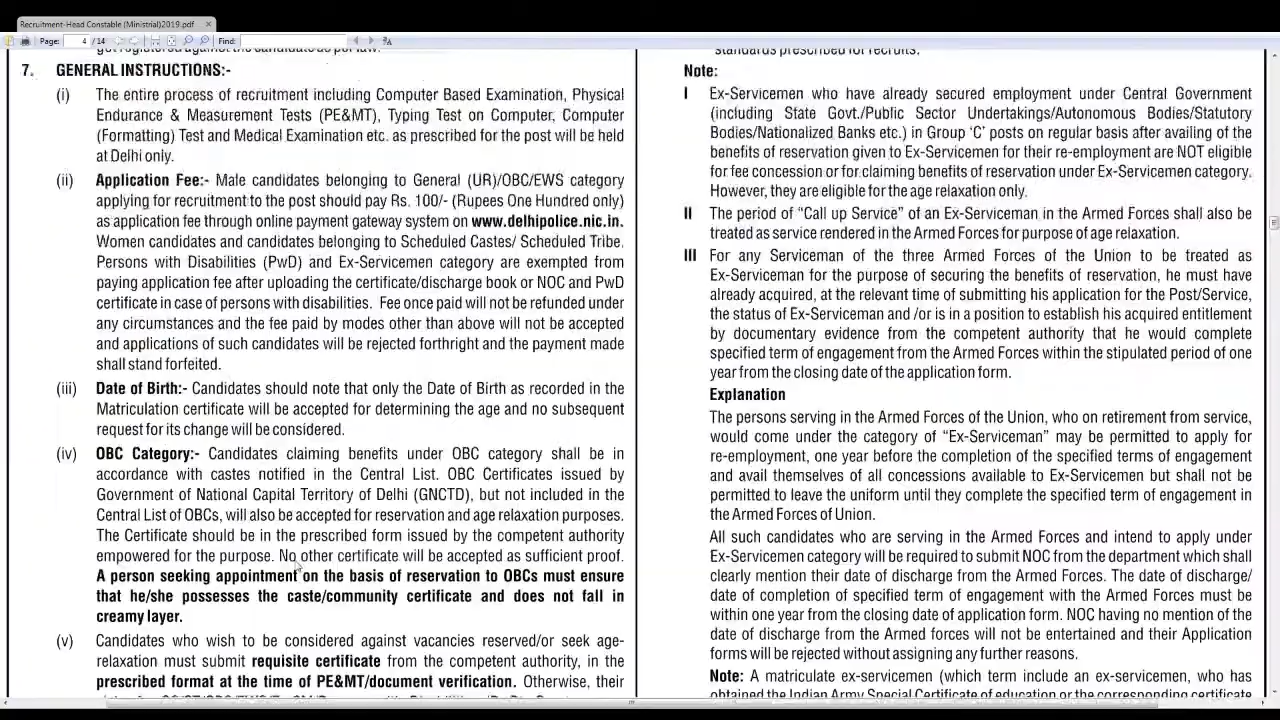 Recruitment-Head Constable (Ministrial)2019.pdf ×
Page: 4 / 14 Find:
got registered against the candidate as per law.
7. GENERAL INSTRUCTIONS:-
(i) The entire process of recruitment including Computer Based Examination, Physical
Endurance & Measurement Tests (PE&MT), Typing Test on Computer, Computer
(Formatting) Test and Medical Examination etc. as prescribed for the post will be held
at Delhi only.
(ii) Application Fee:- Male candidates belonging to General (UR)/OBC/EWS category
applying for recruitment to the post should pay Rs. 100/- (Rupees One Hundred only)
as application fee through online payment gateway system on www.delhipolice.nic.in.
Women candidates and candidates belonging to Scheduled Castes/ Scheduled Tribe.
Persons with Disabilities (PwD) and Ex-Servicemen category are exempted from
paying application fee after uploading the certificate/discharge book or NOC and PwD
certificate in case of persons with disabilities. Fee once paid will not be refunded under
any circumstances and the fee paid by modes other than above will not be accepted
and applications of such candidates will be rejected forthright and the payment made
shall stand forfeited.
(iii) Date of Birth:- Candidates should note that only the Date of Birth as recorded in the
Matriculation certificate will be accepted for determining the age and no subsequent
request for its change will be considered.
(iv) OBC Category:- Candidates claiming benefits under OBC category shall be in
accordance with castes notified in the Central List. OBC Certificates issued by
Government of National Capital Territory of Delhi (GNCTD), but not included in the
Central List of OBCs, will also be accepted for reservation and age relaxation purposes.
The Certificate should be in the prescribed form issued by the competent authority
empowered for the purpose. No other certificate will be accepted as sufficient proof.
A person seeking appointment on the basis of reservation to OBCs must ensure
that he/she possesses the caste/community certificate and does not fall in
creamy layer.
(v) Candidates who wish to be considered against vacancies reserved/or seek age-
relaxation must submit requisite certificate from the competent authority, in the
prescribed format at the time of PE&MT/document verification. Otherwise, their
standards prescribed for recruits.
Note:
I Ex-Servicemen who have already secured employment under Central Government
(including State Govt./Public Sector Undertakings/Autonomous Bodies/Statutory
Bodies/Nationalized Banks etc.) in Group ‘C’ posts on regular basis after availing of the
benefits of reservation given to Ex-Servicemen for their re-employment are NOT eligible
for fee concession or for claiming benefits of reservation under Ex-Servicemen category.
However, they are eligible for the age relaxation only.
II The period of “Call up Service” of an Ex-Serviceman in the Armed Forces shall also be
treated as service rendered in the Armed Forces for purpose of age relaxation.
III For any Serviceman of the three Armed Forces of the Union to be treated as
Ex-Serviceman for the purpose of securing the benefits of reservation, he must have
already acquired, at the relevant time of submitting his application for the Post/Service,
the status of Ex-Serviceman and /or is in a position to establish his acquired entitlement
by documentary evidence from the competent authority that he would complete
specified term of engagement from the Armed Forces within the stipulated period of one
year from the closing date of the application form.
Explanation
The persons serving in the Armed Forces of the Union, who on retirement from service,
would come under the category of “Ex-Serviceman” may be permitted to apply for
re-employment, one year before the completion of the specified terms of engagement
and avail themselves of all concessions available to Ex-Servicemen but shall not be
permitted to leave the uniform until they complete the specified term of engagement in
the Armed Forces of Union.
All such candidates who are serving in the Armed Forces and intend to apply under
Ex-Servicemen category will be required to submit NOC from the department which shall
clearly mention their date of discharge from the Armed Forces. The date of discharge/
date of completion of specified term of engagement with the Armed Forces must be
within one year from the closing date of application form. NOC having no mention of the
date of discharge from the Armed forces will not be entertained and their Application
forms will be rejected without assigning any further reasons.
Note: A matriculate ex-servicemen (which term include an ex-servicemen, who has
obtained the Indian Army Special Certificate of education or the corresponding certificate